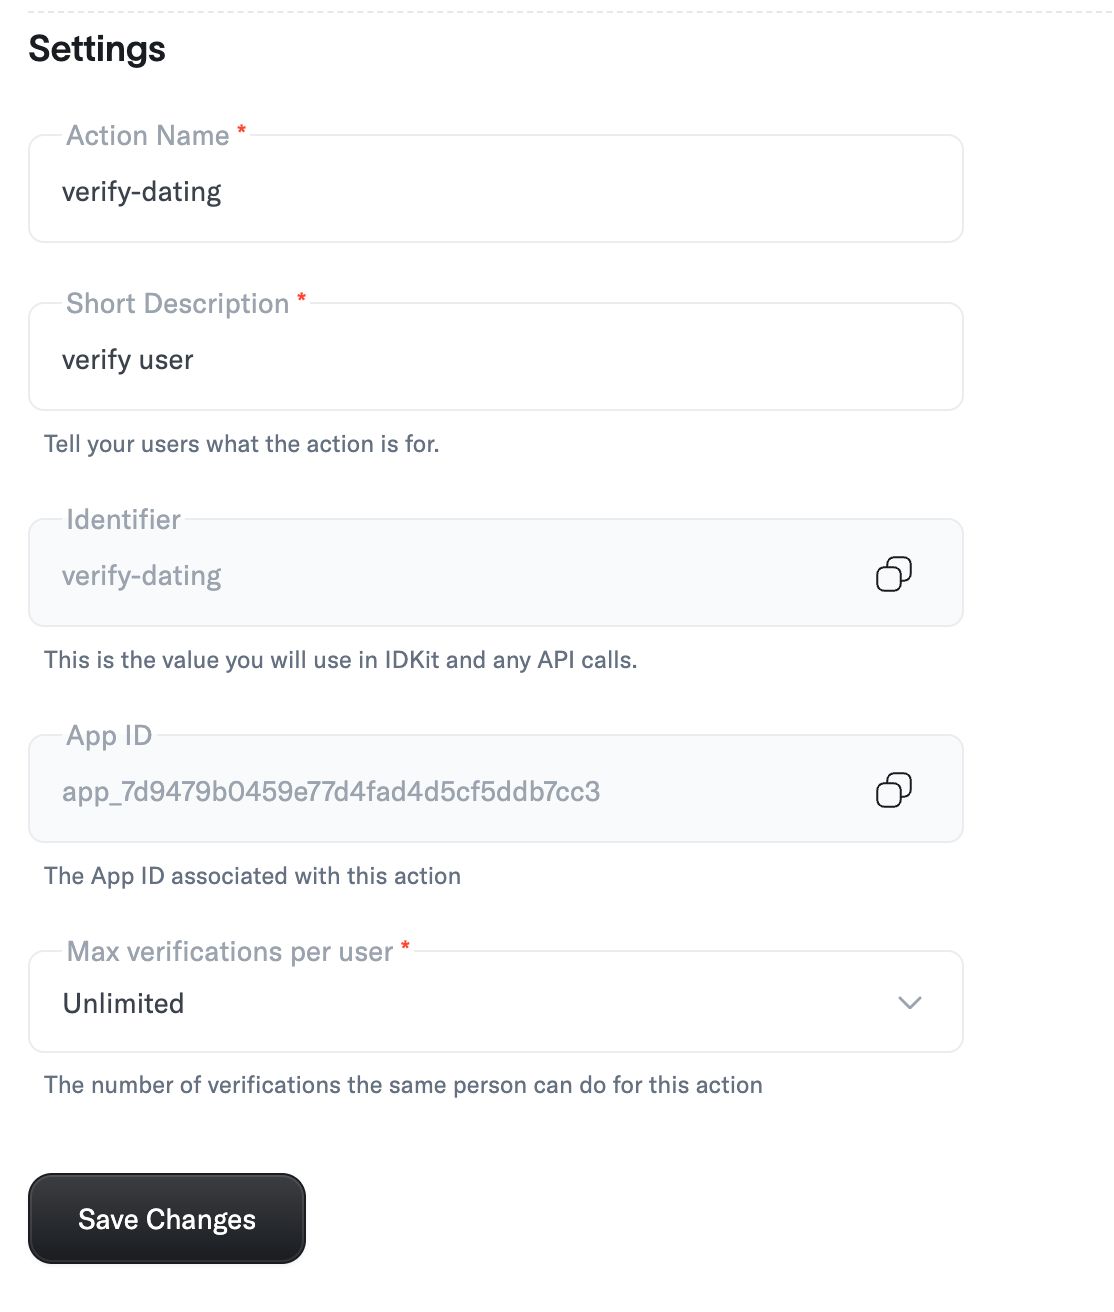 Settings
Action Name *
verify-dating
Short Description *
verify user
Tell your users what the action is for.
Identifier
verify-dating
This is the value you will use in IDKit and any API calls.
App ID
app_7d9479b0459e77d4fad4d5cf5ddb7cc3
The App ID associated with this action
Max verifications per user *
Unlimited
The number of verifications the same person can do for this action
Save Changes